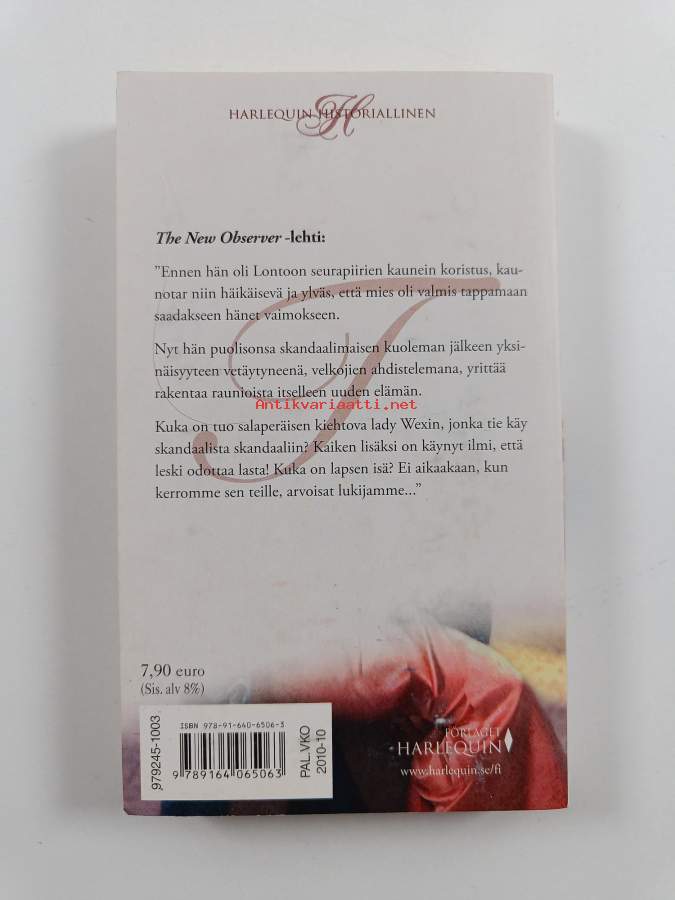 HARLEQUIN HISTORIALLINEN
The New Observer -lehti:
"Ennen hän oli Lontoon seurapiirien kaunein koristus, kau-
notar niin häikäisevä ja ylväs, että mies oli valmis tappamaan
saadakseen hänet vaimokseen.
Nyt hän puolisonsa skandaalimaisen kuoleman jälkeen yksi-
näisyyteen vetäytyneenä, velkojien ahdistelemana, yrittää
rakentaa raunioista itselleen uuden elämän.
Antikvariaatti.net
Kuka on tuo salaperäisen kiehtova lady Wexin, jonka tie käy
skandaalista skandaaliin? Kaiken lisäksi on käynyt ilmi, että
leski odottaa lasta! Kuka on lapsen isä? Ei aikaakaan, kun
kerromme sen teille, arvoisat lukijamme..."
7,90 euro
(Sis. alv 8%)
979245-1003
ISBN 978-91-640-6506-3
9 789164 065063
PAL.VKO
2010-10
FÖRLAGET
HARLEQUIN
www.harlequin.se/fi